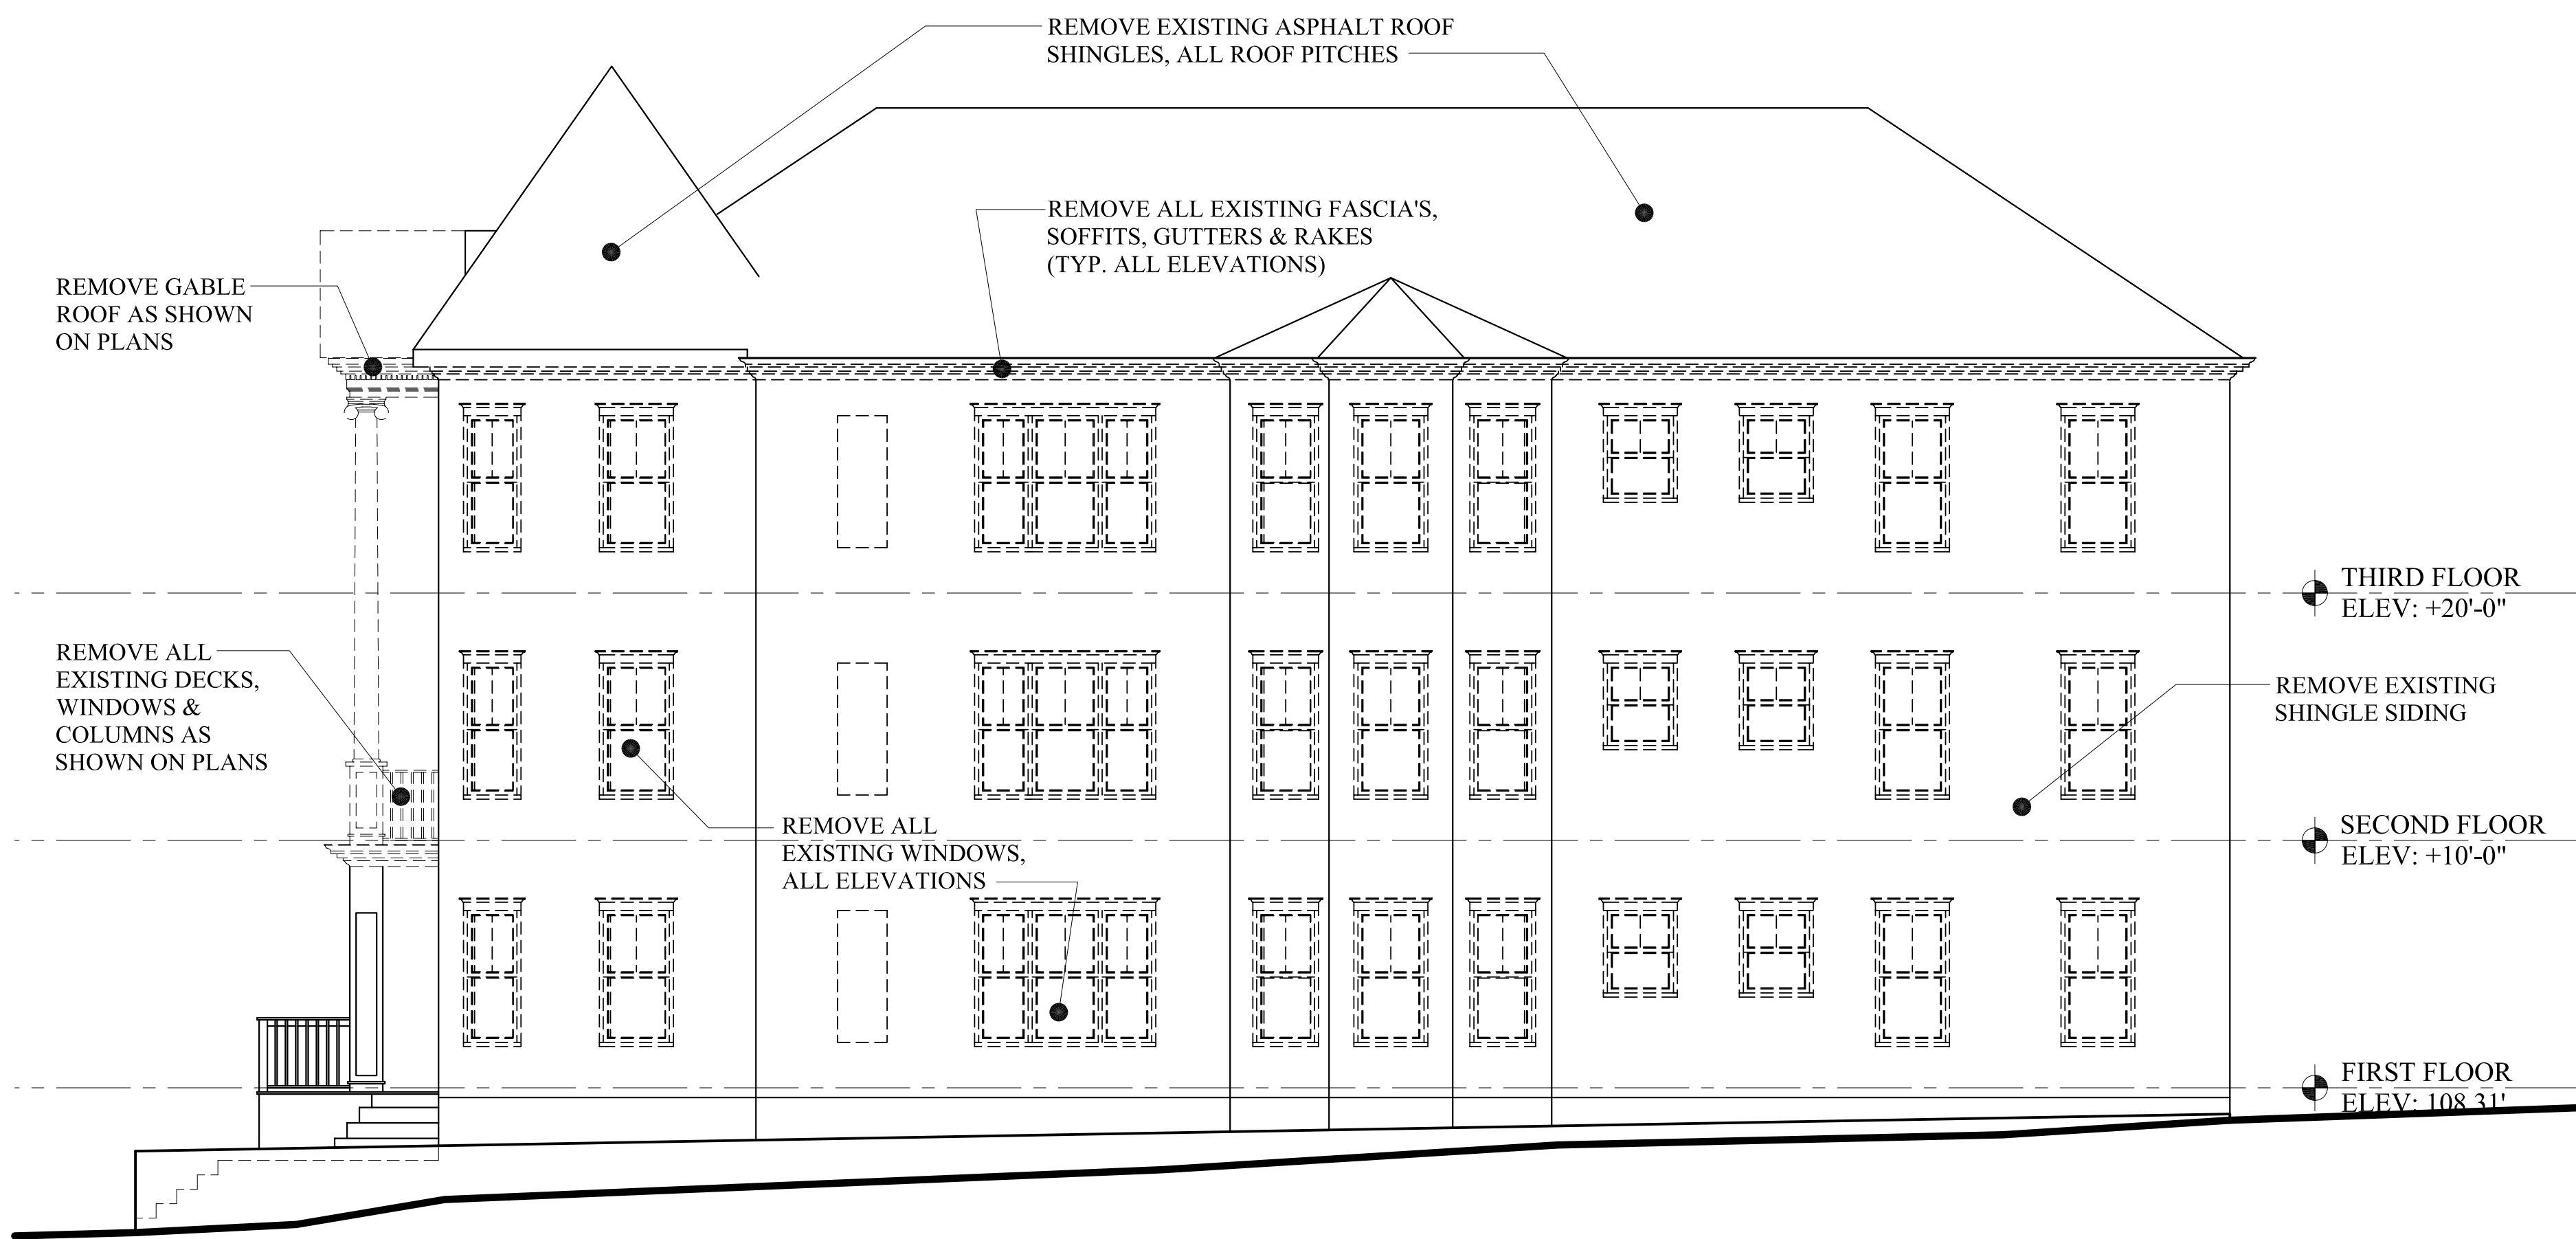 REMOVE EXISTING ASPHALT ROOF
SHINGLES, ALL ROOF PITCHES
REMOVE ALL EXISTING FASCIA'S,
SOFFITS, GUTTERS & RAKES
(TYP. ALL ELEVATIONS)
REMOVE GABLE
ROOF AS SHOWN
ON PLANS
THIRD FLOOR
ELEV: +20'-0"
REMOVE ALL
EXISTING DECKS,
WINDOWS &
COLUMNS AS
SHOWN ON PLANS
REMOVE EXISTING
SHINGLE SIDING
REMOVE ALL
EXISTING WINDOWS,
ALL ELEVATIONS
SECOND FLOOR
ELEV: +10'-0"
FIRST FLOOR
ELEV: 108.31'